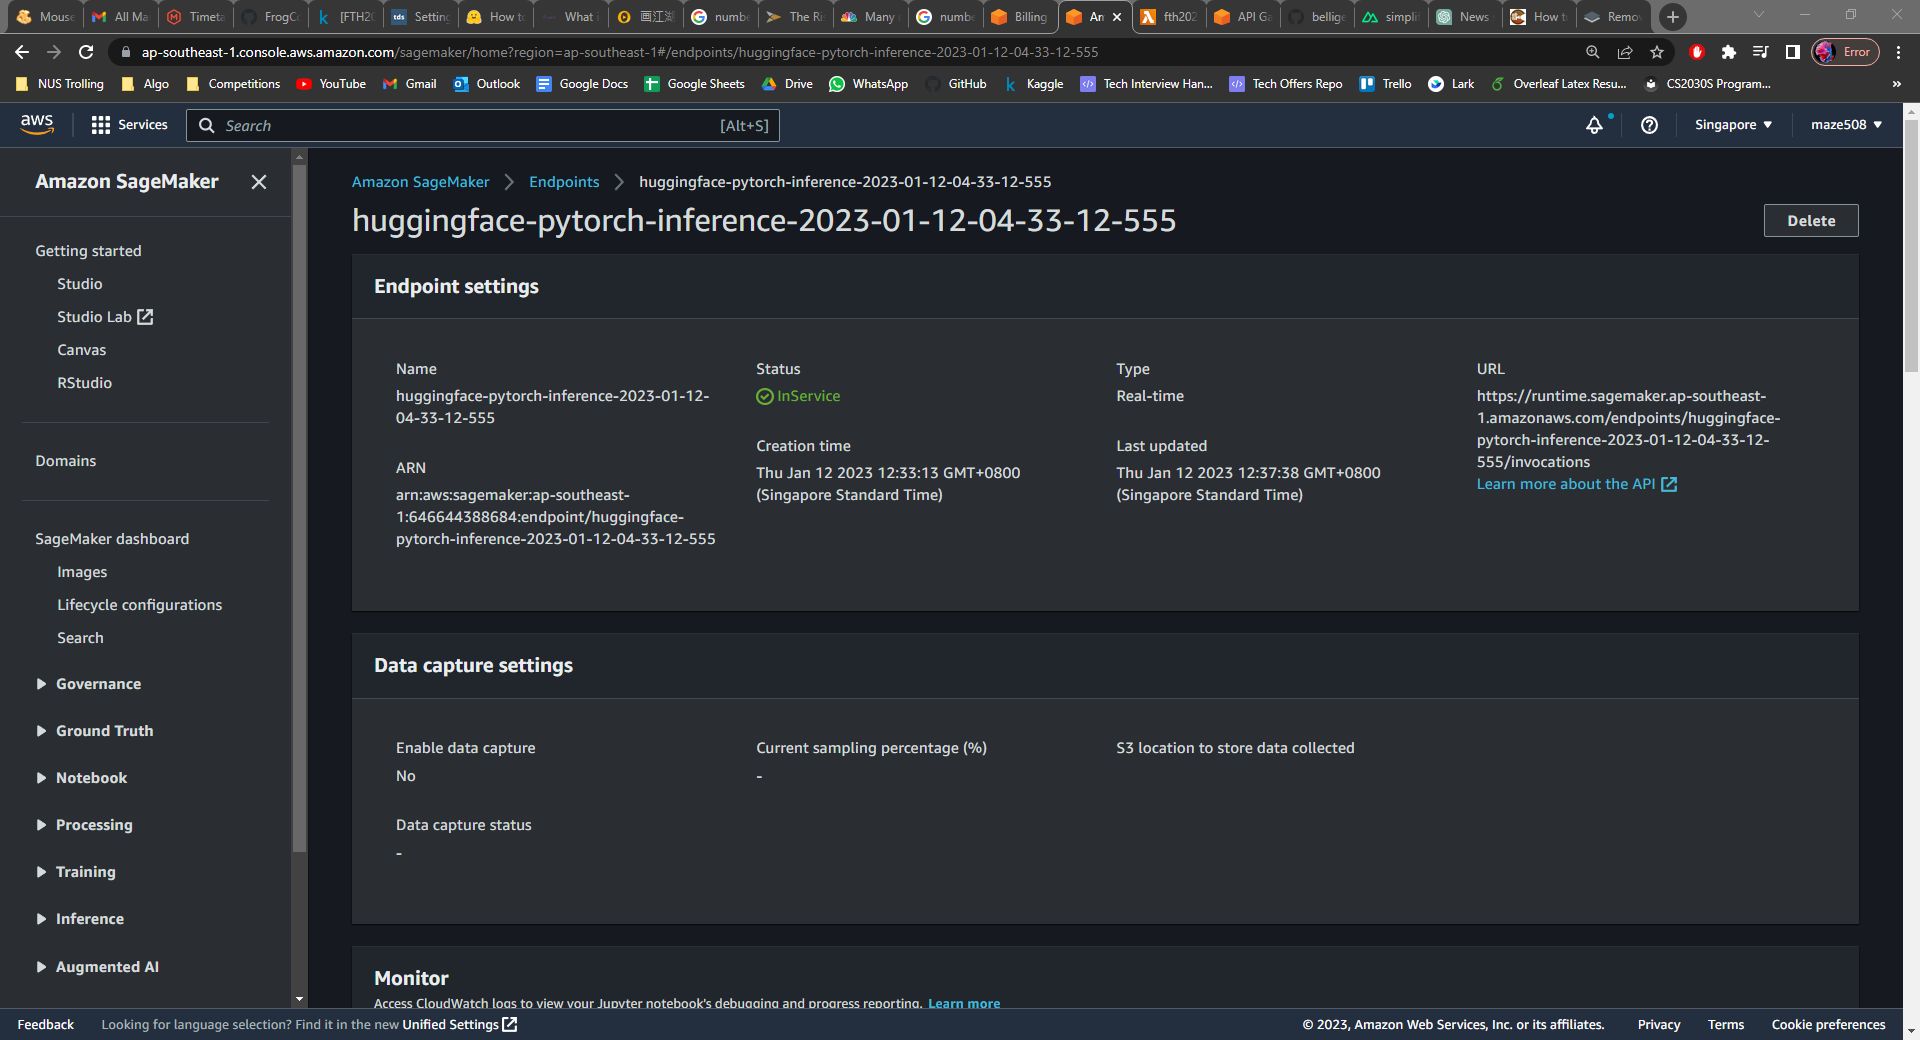 Mouse
All Ma
Timeta
FrogCo
[FTH20
Setting
How to
What i
画江湖
numbe
The Ri
Many
numbe
Billing
Am
fth202
API Ga
bellige
simplif
News
How t
Remov
ap-southeast-1.console.aws.amazon.com/sagemaker/home?region=ap-southeast-1#/endpoints/huggingface-pytorch-inference-2023-01-12-04-33-12-555
Error
NUS Trolling
Algo
Competitions
YouTube
Gmail
Outlook
Google Docs
Google Sheets
Drive
WhatsApp
GitHub
Kaggle
Tech Interview Han...
Tech Offers Repo
Trello
Lark
Overleaf Latex Resu...
CS2030S Program...
»
aws
Services
Search
[Alt+S]
Singapore
maze508
Amazon SageMaker
Getting started
Studio
Studio Lab
Canvas
RStudio
Domains
SageMaker dashboard
Images
Lifecycle configurations
Search
Governance
Ground Truth
Notebook
Processing
Training
Inference
Augmented AI
Amazon SageMaker
Endpoints
huggingface-pytorch-inference-2023-01-12-04-33-12-555
huggingface-pytorch-inference-2023-01-12-04-33-12-555
Delete
Endpoint settings
Name
huggingface-pytorch-inference-2023-01-12-
04-33-12-555
ARN
arn:aws:sagemaker:ap-southeast-
1:646644388684:endpoint/huggingface-
pytorch-inference-2023-01-12-04-33-12-555
Status
InService
Creation time
Thu Jan 12 2023 12:33:13 GMT+0800
(Singapore Standard Time)
Type
Real-time
Last updated
Thu Jan 12 2023 12:37:38 GMT+0800
(Singapore Standard Time)
URL
https://runtime.sagemaker.ap-southeast-
1.amazonaws.com/endpoints/huggingface-
pytorch-inference-2023-01-12-04-33-12-
555/invocations
Learn more about the API
Data capture settings
Enable data capture
No
Data capture status
-
Current sampling percentage (%)
-
S3 location to store data collected
Monitor
Access CloudWatch logs to view your Jupyter notebook's debugging and progress reporting. Learn more
Feedback
Looking for language selection? Find it in the new Unified Settings
© 2023, Amazon Web Services, Inc. or its affiliates.
Privacy
Terms
Cookie preferences